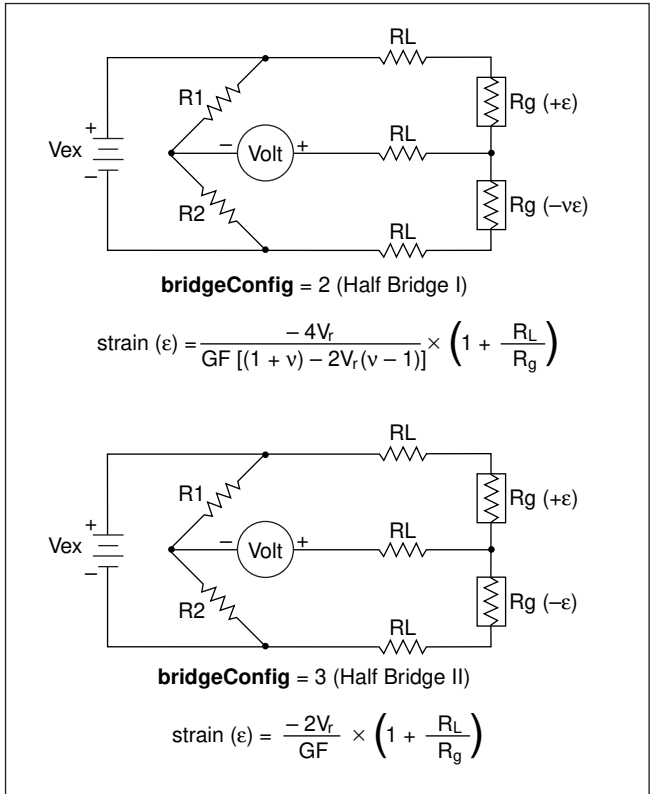 RL
R1
Rg (+ε)
Vex
+
–
– Volt +
RL
R2
Rg (–νε)
RL
bridgeConfig = 2 (Half Bridge I)
strain (ε) = – 4Vr / GF [(1 + ν) – 2Vr (ν – 1)] × (1 + RL / Rg)
RL
R1
Rg (+ε)
Vex
+
–
– Volt +
RL
R2
Rg (–ε)
RL
bridgeConfig = 3 (Half Bridge II)
strain (ε) = – 2Vr / GF × (1 + RL / Rg)